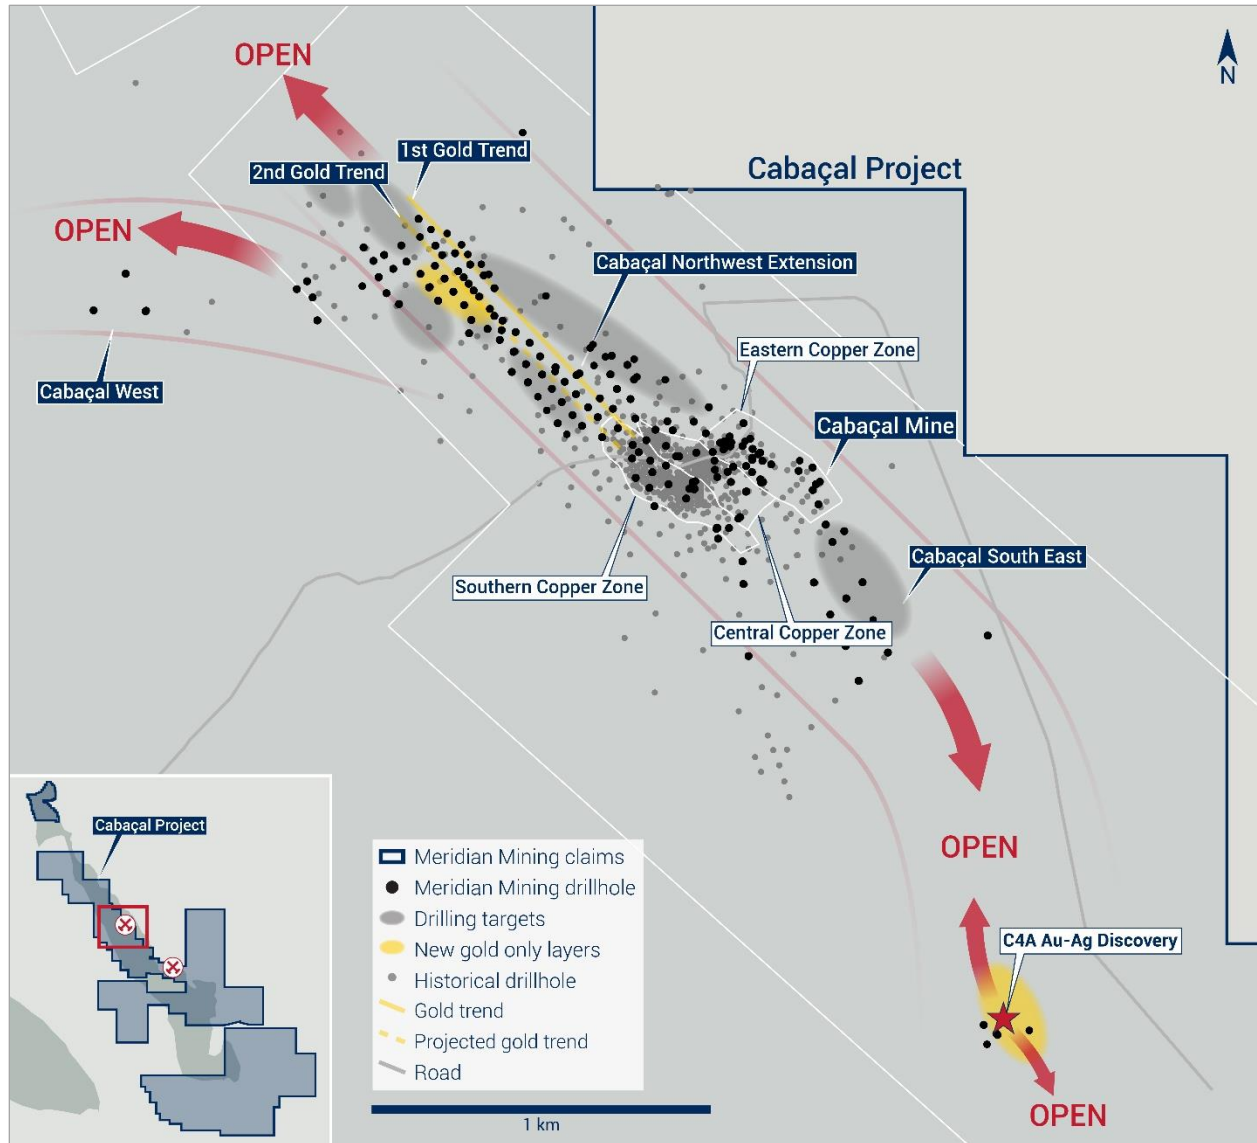 OPEN
N
1st Gold Trend
Cabaçal Project
2nd Gold Trend
OPEN
Cabaçal Northwest Extension
Eastern Copper Zone
Cabaçal West
Cabaçal Mine
Cabaçal South East
Southern Copper Zone
Central Copper Zone
Cabaçal Project
OPEN
Meridian Mining claims
Meridian Mining drillhole
Drilling targets
New gold only layers
Historical drillhole
Gold trend
Projected gold trend
Road
C4A Au-Ag Discovery
1 km
OPEN